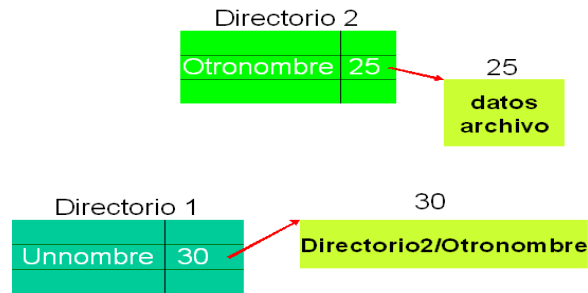 Directorio 2
Otronombre 25
25
datos
archivo
Directorio 1
Unnombre 30
30
Directorio2/Otronombre